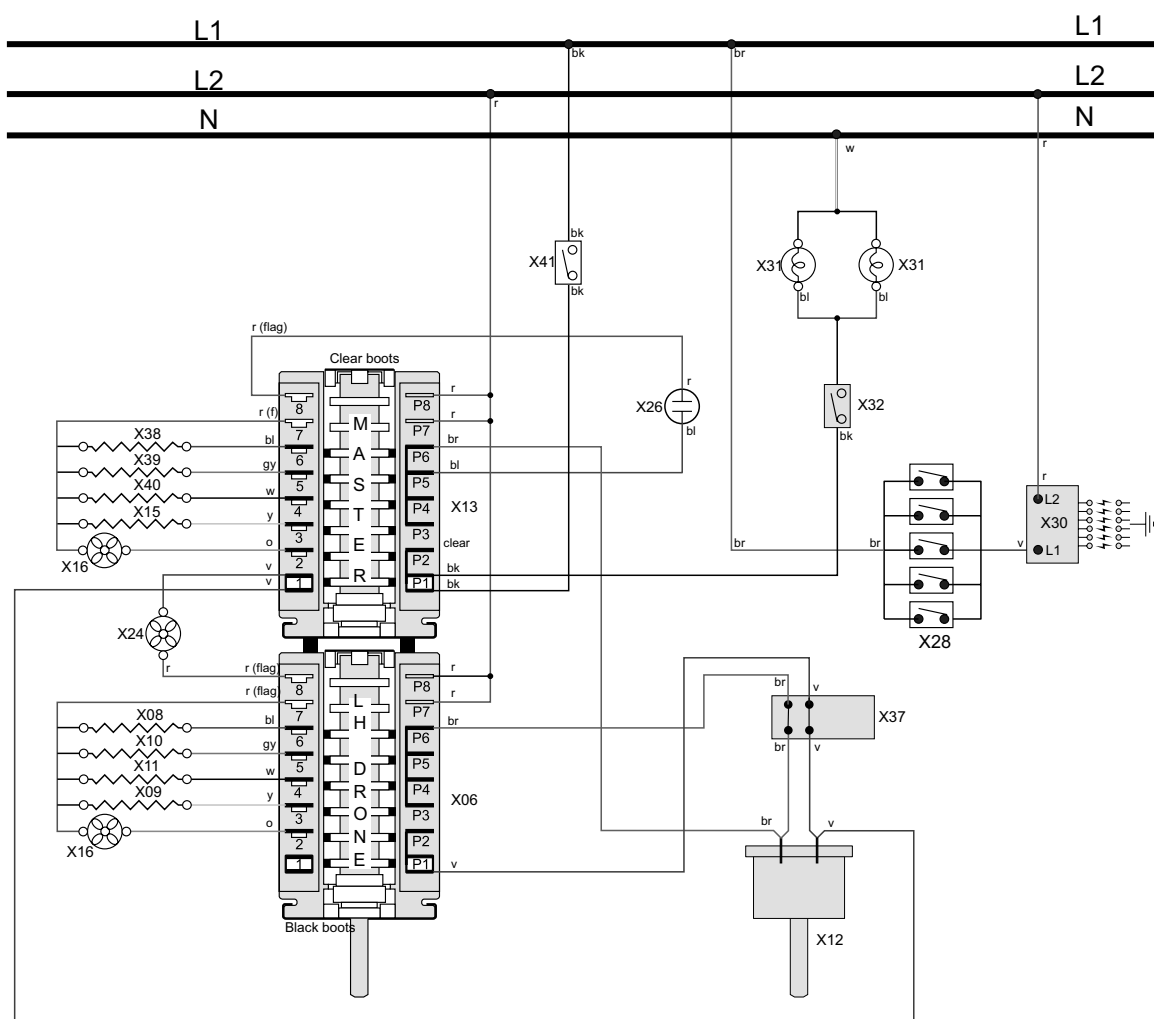 L1 L1
L2 L2
N N
bk br
r
w r
bk
X41
bk
X31 X31
bl bl
r (flag)
Clear boots
r
X26
bl
X32
bk
8 P8 r
r (f) 7 P7 r
X38 bl 6 P6 br
X39 gy 5 P5 bl
X40 w 4 P4 X13
X15 y 3 P3
X16 o 2 P2 clear
v 1 P1 bk
v bk
MASTER
r
L2
X30
br br v L1
X28
X24
r
r (flag) 8 P8 r
r (flag) 7 P7 r
X08 bl 6 P6 br
X10 gy 5 P5
X11 w 4 P4 X06
X09 y 3 P3
X16 o 2 P2
1 P1 v
LH DRONE
Black boots
br v
X37
br v
br v
X12